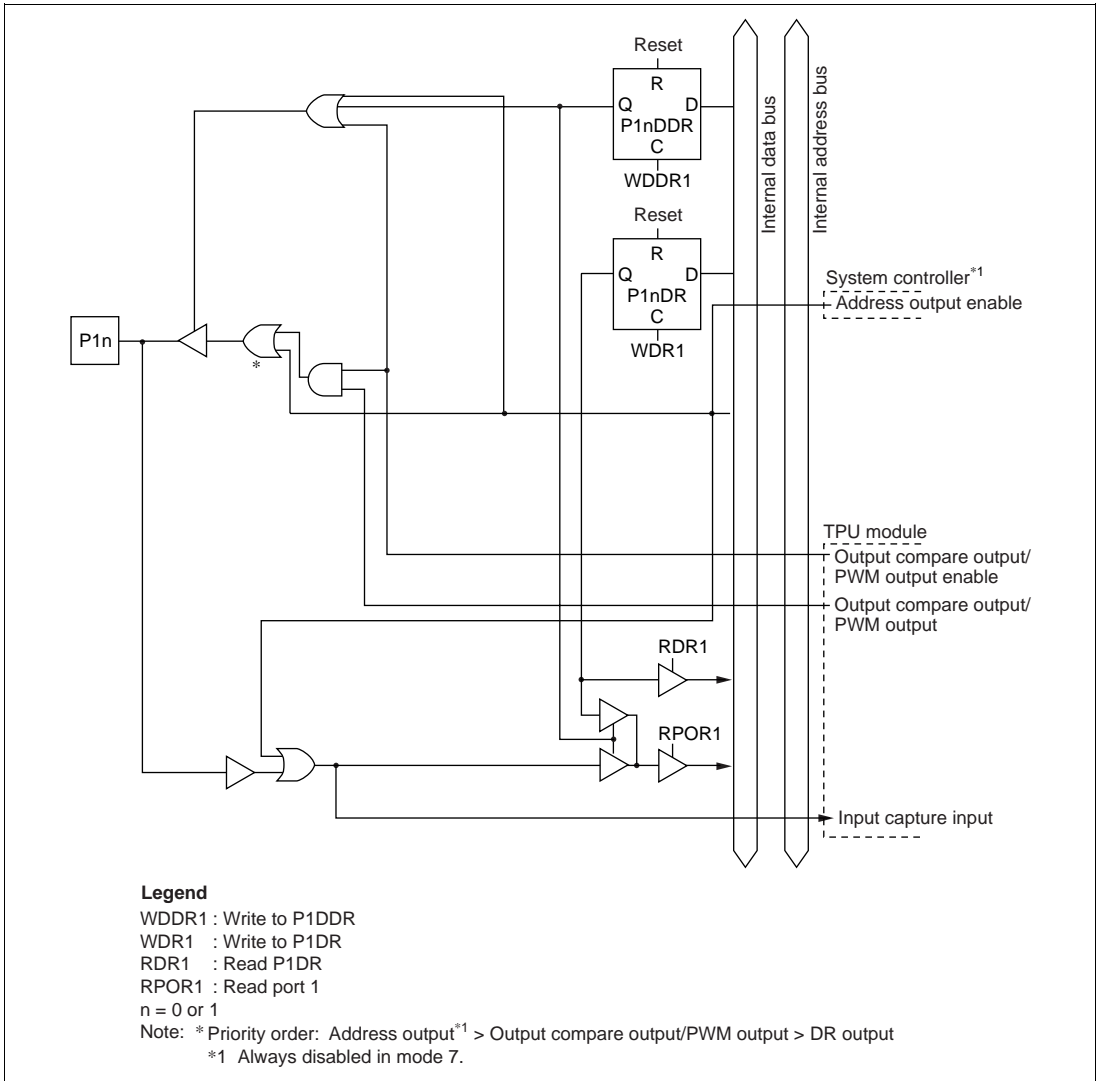 Reset
R
Q D
P1nDDR
C
WDDR1
Reset
R
Q D
P1nDR
C
WDR1
Internal data bus
Internal address bus
System controller*1
Address output enable
P1n
*
TPU module
Output compare output/
PWM output enable
Output compare output/
PWM output
RDR1
RPOR1
Input capture input
Legend
WDDR1 : Write to P1DDR
WDR1 : Write to P1DR
RDR1 : Read P1DR
RPOR1 : Read port 1
n = 0 or 1
Note: * Priority order: Address output*1 > Output compare output/PWM output > DR output
*1 Always disabled in mode 7.